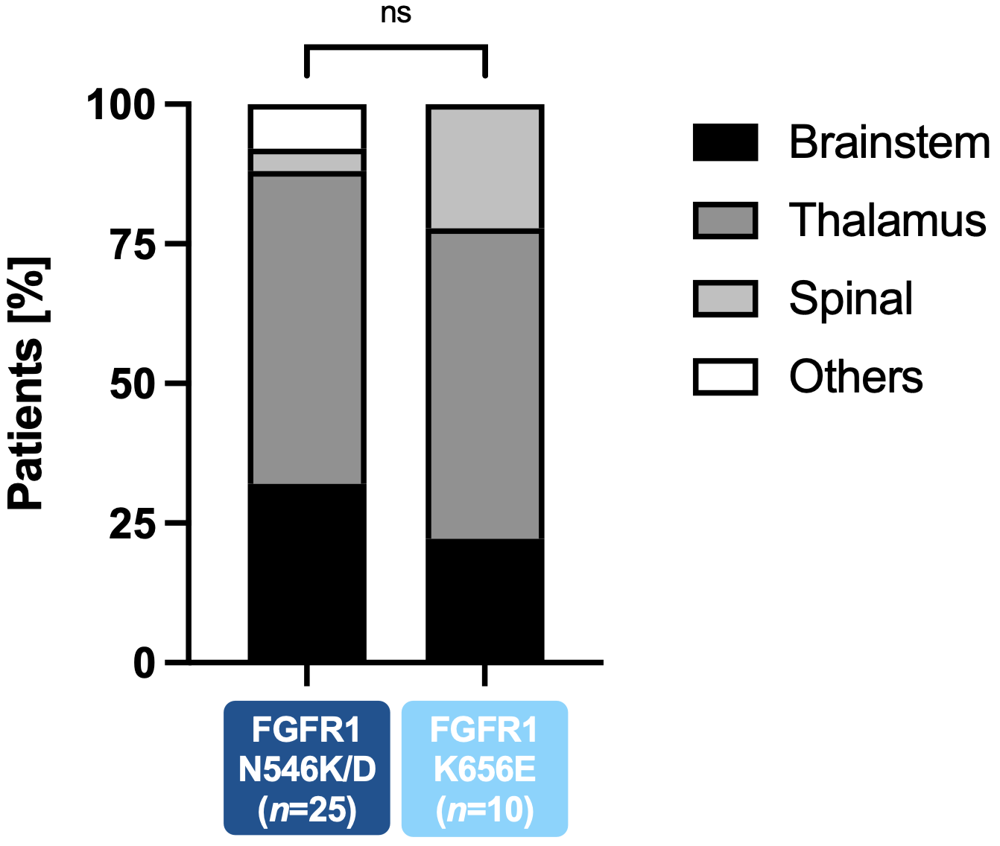 ns
100
75
50
25
0
Patients [%]
Brainstem
Thalamus
Spinal
Others
FGFR1
N546K/D
(n=25)
FGFR1
K656E
(n=10)